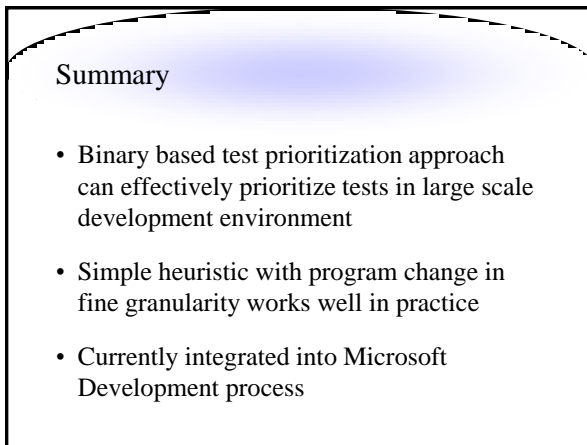 Summary
• Binary based test prioritization approach
can effectively prioritize tests in large scale
development environment
• Simple heuristic with program change in
fine granularity works well in practice
• Currently integrated into Microsoft
Development process